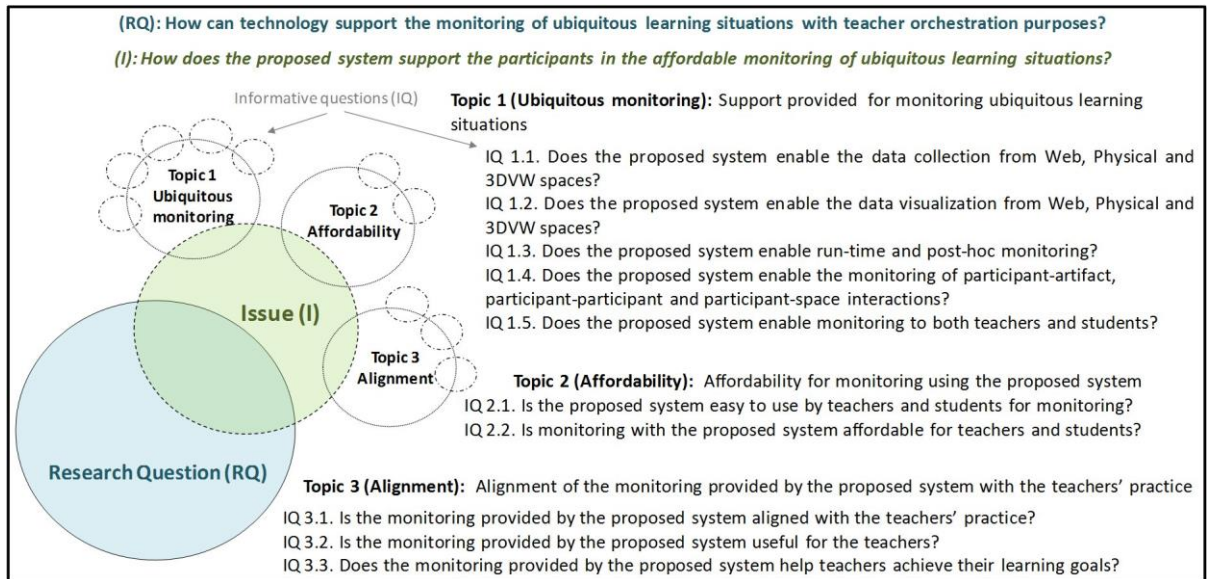 (RQ): How can technology support the monitoring of ubiquitous learning situations with teacher orchestration purposes?
(I): How does the proposed system support the participants in the affordable monitoring of ubiquitous learning situations?
Informative questions (IQ)
Topic 1
Ubiquitous
monitoring
Topic 2
Affordability
Issue (I)
Topic 3
Alignment
Research Question (RQ)
Topic 1 (Ubiquitous monitoring): Support provided for monitoring ubiquitous learning
situations
IQ 1.1. Does the proposed system enable the data collection from Web, Physical and
3DVW spaces?
IQ 1.2. Does the proposed system enable the data visualization from Web, Physical and
3DVW spaces?
IQ 1.3. Does the proposed system enable run-time and post-hoc monitoring?
IQ 1.4. Does the proposed system enable the monitoring of participant-artifact,
participant-participant and participant-space interactions?
IQ 1.5. Does the proposed system enable monitoring to both teachers and students?
Topic 2 (Affordability): Affordability for monitoring using the proposed system
IQ 2.1. Is the proposed system easy to use by teachers and students for monitoring?
IQ 2.2. Is monitoring with the proposed system affordable for teachers and students?
Topic 3 (Alignment): Alignment of the monitoring provided by the proposed system with the teachers' practice
IQ 3.1. Is the monitoring provided by the proposed system aligned with the teachers' practice?
IQ 3.2. Is the monitoring provided by the proposed system useful for the teachers?
IQ 3.3. Does the monitoring provided by the proposed system help teachers achieve their learning goals?